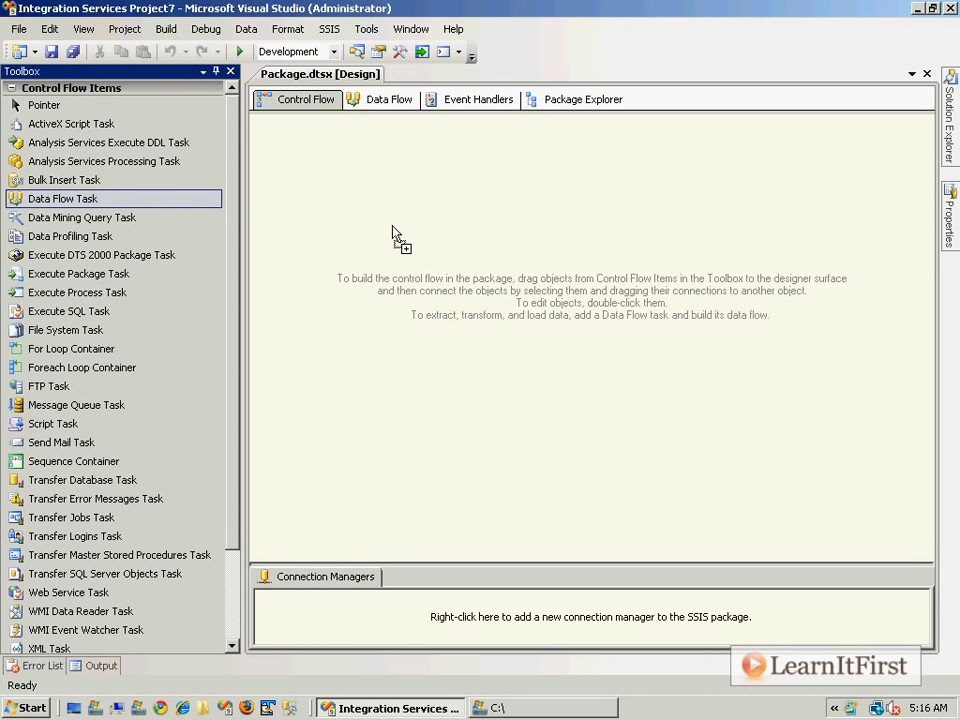 Integration Services Project7 - Microsoft Visual Studio (Administrator)
File Edit View Project Build Debug Data Format SSIS Tools Window Help
Development
Toolbox
Package.dtsx [Design]
Control Flow Items
Control Flow Data Flow Event Handlers Package Explorer
Pointer
ActiveX Script Task
Analysis Services Execute DDL Task
Analysis Services Processing Task
Bulk Insert Task
Data Flow Task
Data Mining Query Task
Data Profiling Task
Execute DTS 2000 Package Task
Execute Package Task
Execute Process Task
Execute SQL Task
File System Task
For Loop Container
Foreach Loop Container
FTP Task
Message Queue Task
Script Task
Send Mail Task
Sequence Container
Transfer Database Task
Transfer Error Messages Task
Transfer Jobs Task
Transfer Logins Task
Transfer Master Stored Procedures Task
Transfer SQL Server Objects Task
Web Service Task
WMI Data Reader Task
WMI Event Watcher Task
XML Task
To build the control flow in the package, drag objects from Control Flow Items in the Toolbox to the designer surface
and then connect the objects by selecting them and dragging their connections to another object.
To edit objects, double-click them.
To extract, transform, and load data, add a Data Flow task and build its data flow.
Solution Explorer
Properties
Connection Managers
Right-click here to add a new connection manager to the SSIS package.
Error List Output
LearnItFirst
Ready
Start
Integration Services ...
C:\
5:16 AM